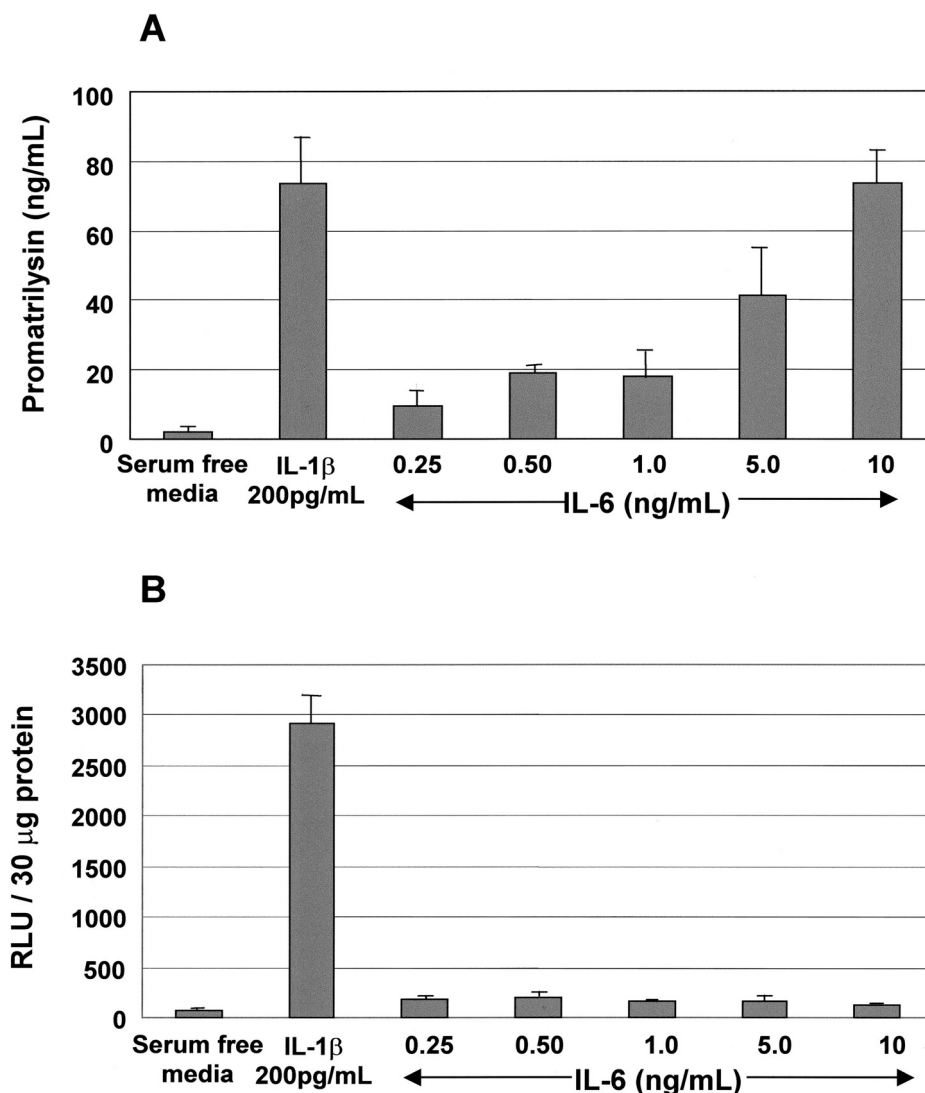 A
Promatrilysin (ng/mL)
100
80
60
40
20
0
Serum free media
IL-1β 200pg/mL
0.25
0.50
1.0
5.0
10
IL-6 (ng/mL)
B
RLU / 30 μg protein
3500
3000
2500
2000
1500
1000
500
0
Serum free media
IL-1β 200pg/mL
0.25
0.50
1.0
5.0
10
IL-6 (ng/mL)